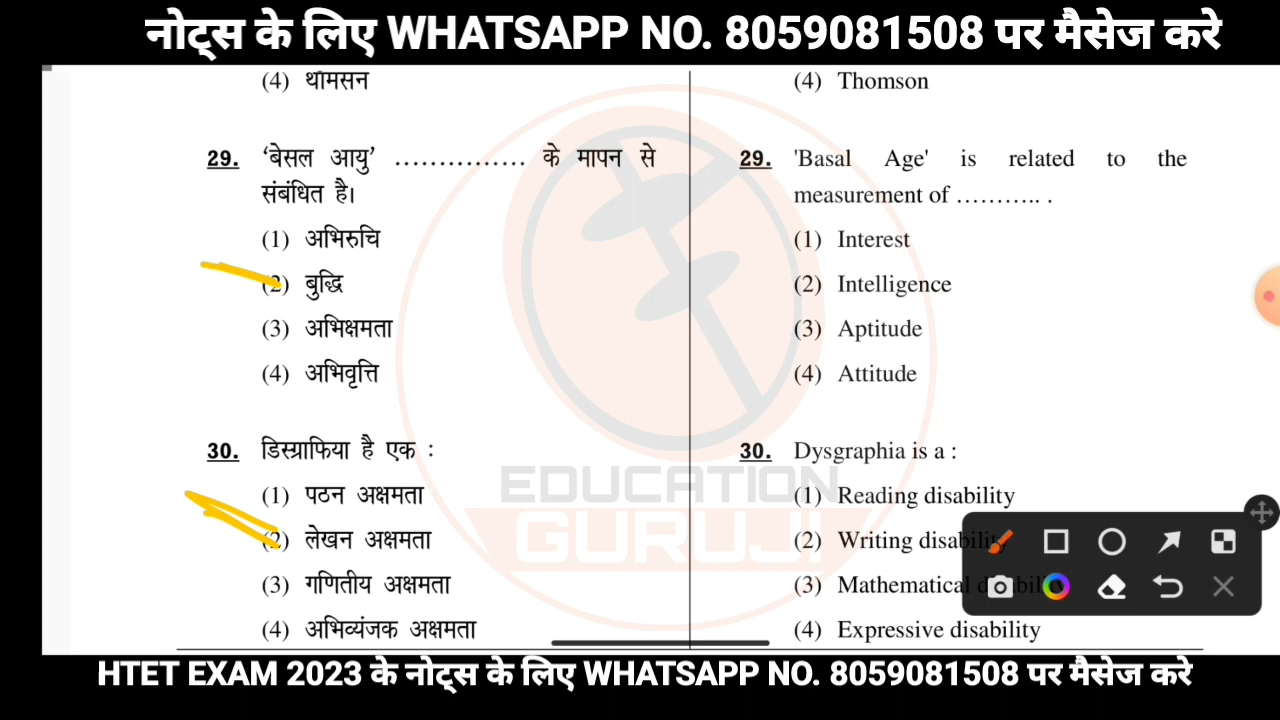 नोट्स के लिए WHATSAPP NO. 8059081508 पर मैसेज करे
(4) थॉमसन
(4) Thomson
29. ‘बेसल आयु’ ............... के मापन से
संबंधित है।
(1) अभिरुचि
(2) बुद्धि
(3) अभिक्षमता
(4) अभिवृत्ति
29. 'Basal Age' is related to the
measurement of ……….. .
(1) Interest
(2) Intelligence
(3) Aptitude
(4) Attitude
30. डिस्ग्राफिया है एक :
(1) पठन अक्षमता
(2) लेखन अक्षमता
(3) गणितीय अक्षमता
(4) अभिव्यंजक अक्षमता
30. Dysgraphia is a :
(1) Reading disability
(2) Writing disability
(3) Mathematical disability
(4) Expressive disability
EDUCATION
GURUJI
HTET EXAM 2023 के नोट्स के लिए WHATSAPP NO. 8059081508 पर मैसेज करे